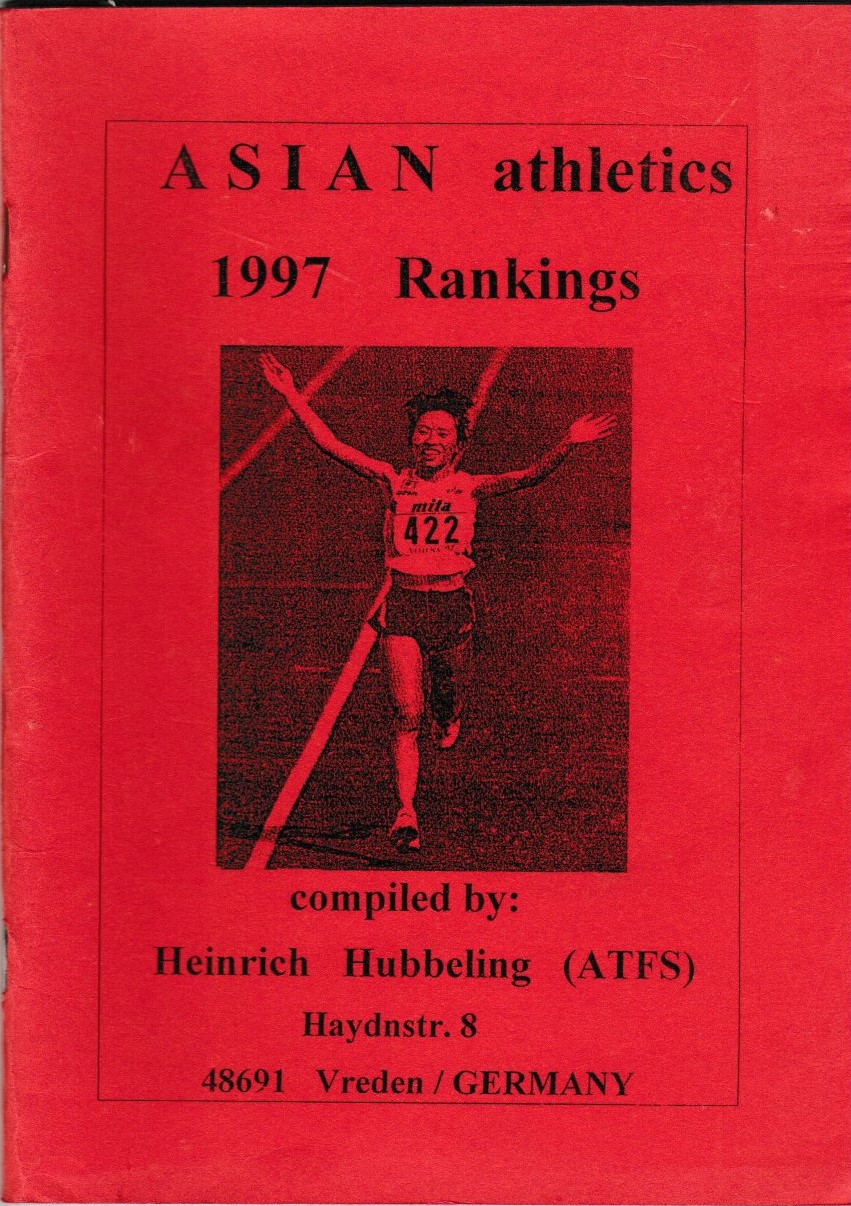 ASIAN athletics
1997 Rankings
mita
422
compiled by:
Heinrich Hubbeling (ATFS)
Haydnstr. 8
48691 Vreden / GERMANY